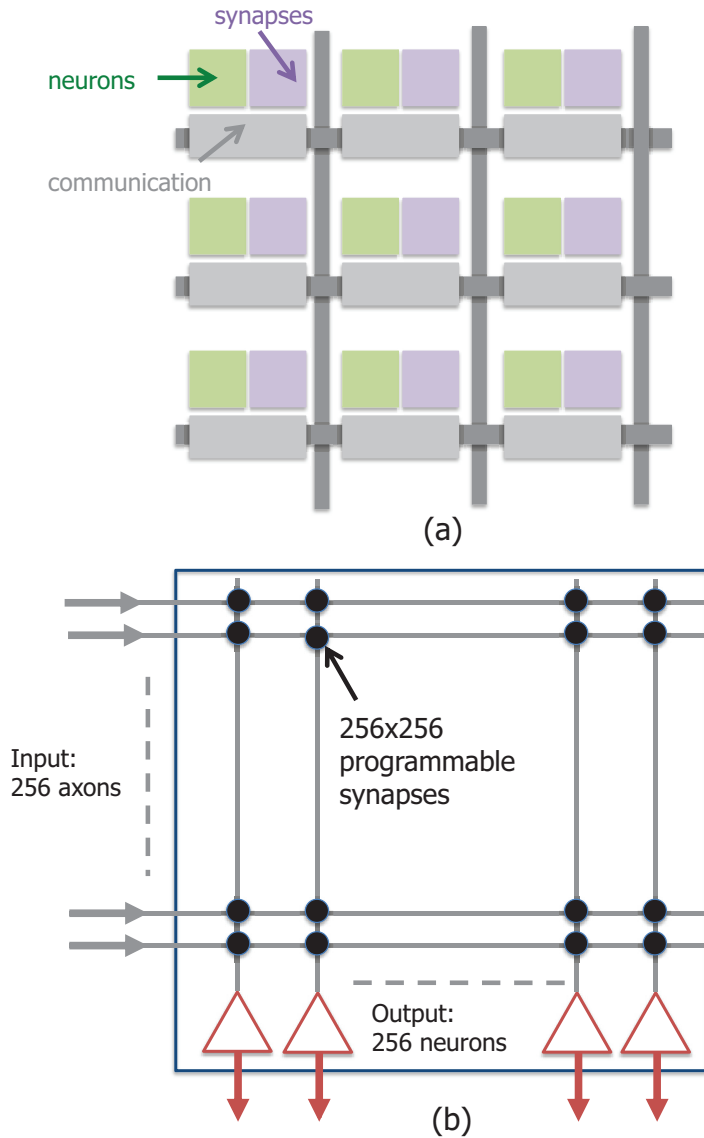 synapses
neurons
communication
(a)
256x256
programmable
synapses
Input:
256 axons
Output:
256 neurons
(b)